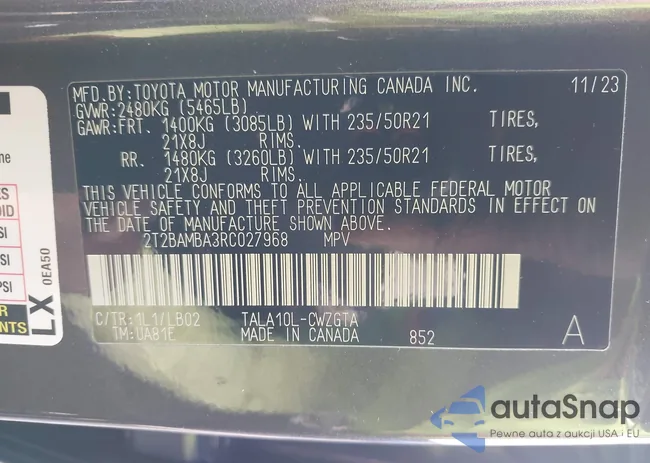 MFD.BY:TOYOTA MOTOR MANUFACTURING CANADA INC. 11/23
GVWR:2480KG (5465LB)
GAWR:FRT. 1400KG (3085LB) WITH 235/50R21 TIRES,
21X8J RIMS.
RR. 1480KG (3260LB) WITH 235/50R21 TIRES,
21X8J RIMS.
THIS VEHICLE CONFORMS TO ALL APPLICABLE FEDERAL MOTOR
VEHICLE SAFETY AND THEFT PREVENTION STANDARDS IN EFFECT ON
THE DATE OF MANUFACTURE SHOWN ABOVE.
2T2BAMBA3RC027968 MPV
C/TR:1L1/LB02 TALA10L-CWZGTA
TM:UA81E MADE IN CANADA 852 A
LX
0EA50
autaSnap
Pewne auta z aukcji USA i EU